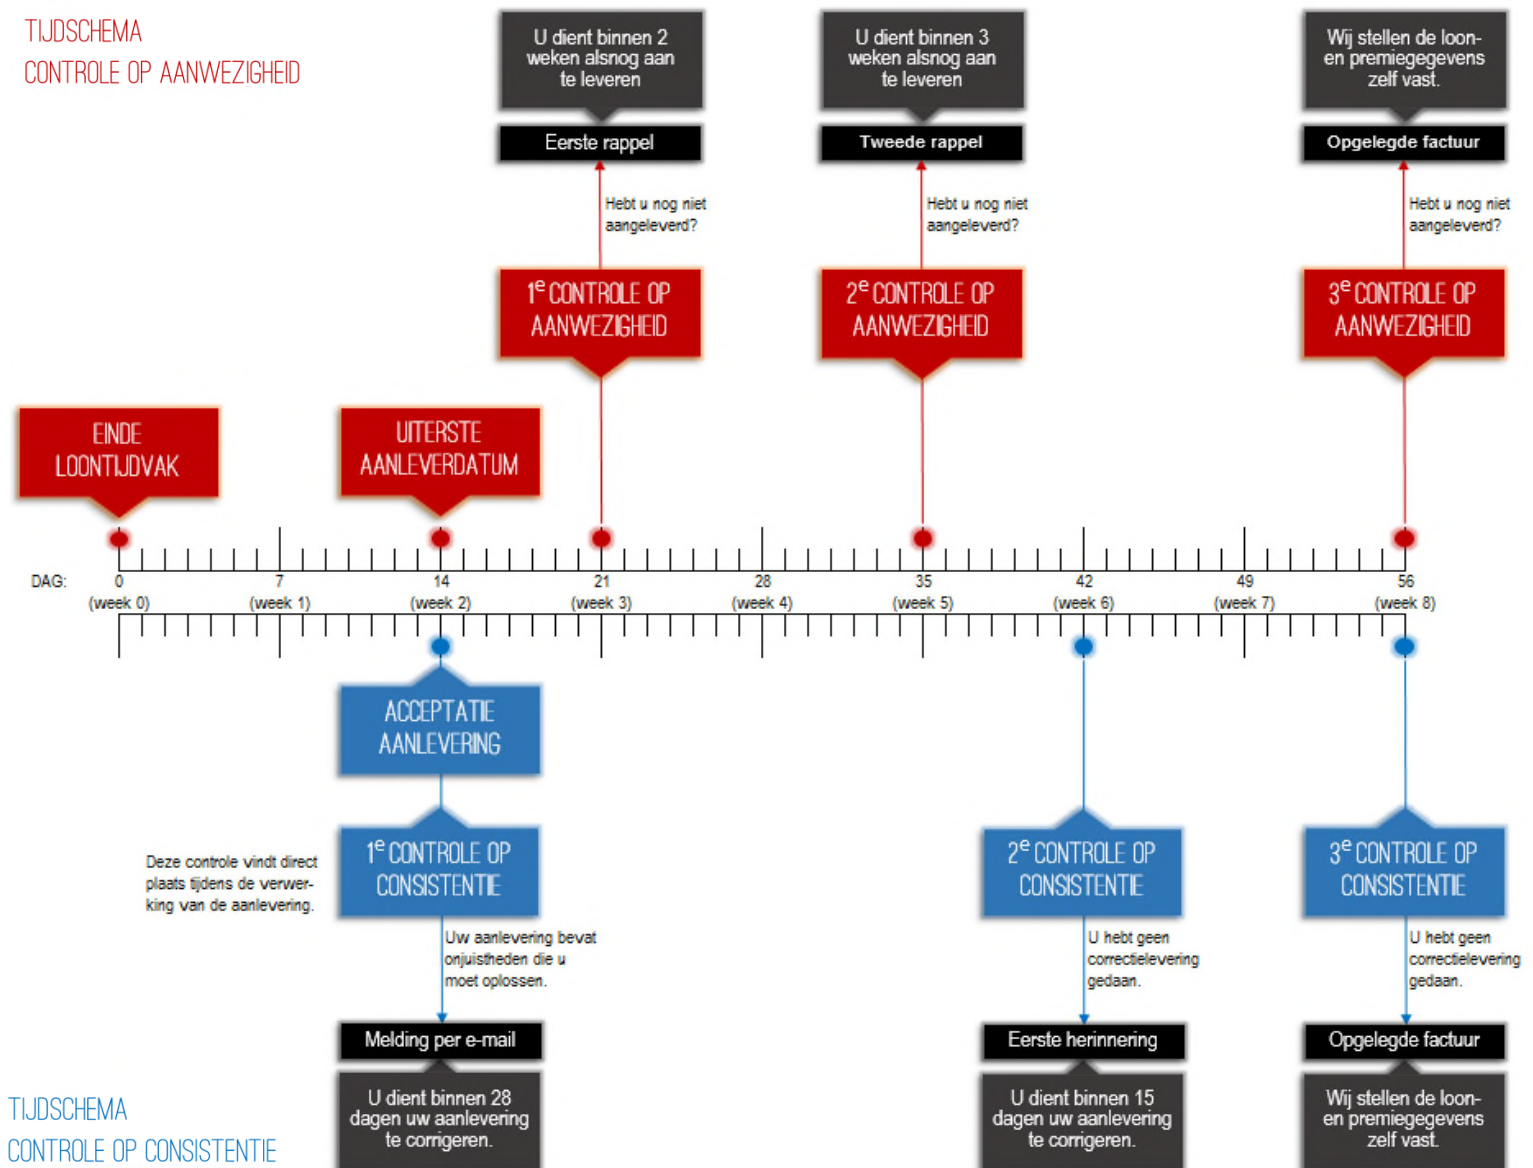 TIJDSCHEMA
CONTROLE OP AANWEZIGHEID
U dient binnen 2
weken alsnog aan
te leveren
Eerste rappel
Hebt u nog niet
aangeleverd?
1e CONTROLE OP
AANWEZIGHEID
U dient binnen 3
weken alsnog aan
te leveren
Tweede rappel
Hebt u nog niet
aangeleverd?
2e CONTROLE OP
AANWEZIGHEID
Wij stellen de loon-
en premiegegevens
zelf vast.
Opgelegde factuur
Hebt u nog niet
aangeleverd?
3e CONTROLE OP
AANWEZIGHEID
EINDE
LOONTIJDVAK
UITERSTE
AANLEVERDATUM
DAG: 0 7 14 21 28 35 42 49 56
(week 0) (week 1) (week 2) (week 3) (week 4) (week 5) (week 6) (week 7) (week 8)
ACCEPTATIE
AANLEVERING
Deze controle vindt direct
plaats tijdens de verwer-
king van de aanlevering.
1e CONTROLE OP
CONSISTENTIE
Uw aanlevering bevat
onjuistheden die u
moet oplossen.
Melding per e-mail
U dient binnen 28
dagen uw aanlevering
te corrigeren.
2e CONTROLE OP
CONSISTENTIE
U hebt geen
correctielevering
gedaan.
Eerste herinnering
U dient binnen 15
dagen uw aanlevering
te corrigeren.
3e CONTROLE OP
CONSISTENTIE
U hebt geen
correctielevering
gedaan.
Opgelegde factuur
Wij stellen de loon-
en premiegegevens
zelf vast.
TIJDSCHEMA
CONTROLE OP CONSISTENTIE